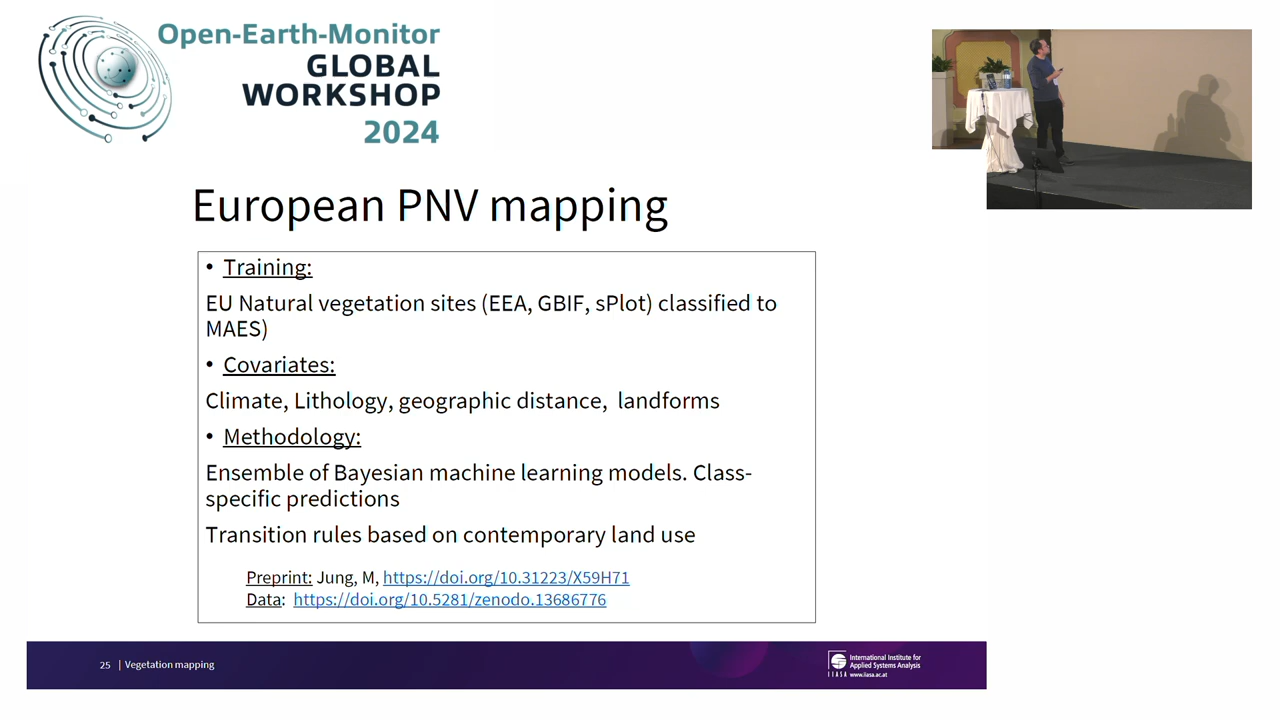 Open-Earth-Monitor
GLOBAL
WORKSHOP
2024
European PNV mapping
• Training:
EU Natural vegetation sites (EEA, GBIF, sPlot) classified to
MAES)
• Covariates:
Climate, Lithology, geographic distance, landforms
• Methodology:
Ensemble of Bayesian machine learning models. Class-
specific predictions
Transition rules based on contemporary land use
Preprint: Jung, M, https://doi.org/10.31223/X59H71
Data: https://doi.org/10.5281/zenodo.13686776
25 | Vegetation mapping
International Institute for
Applied Systems Analysis
IIASA www.iiasa.ac.at